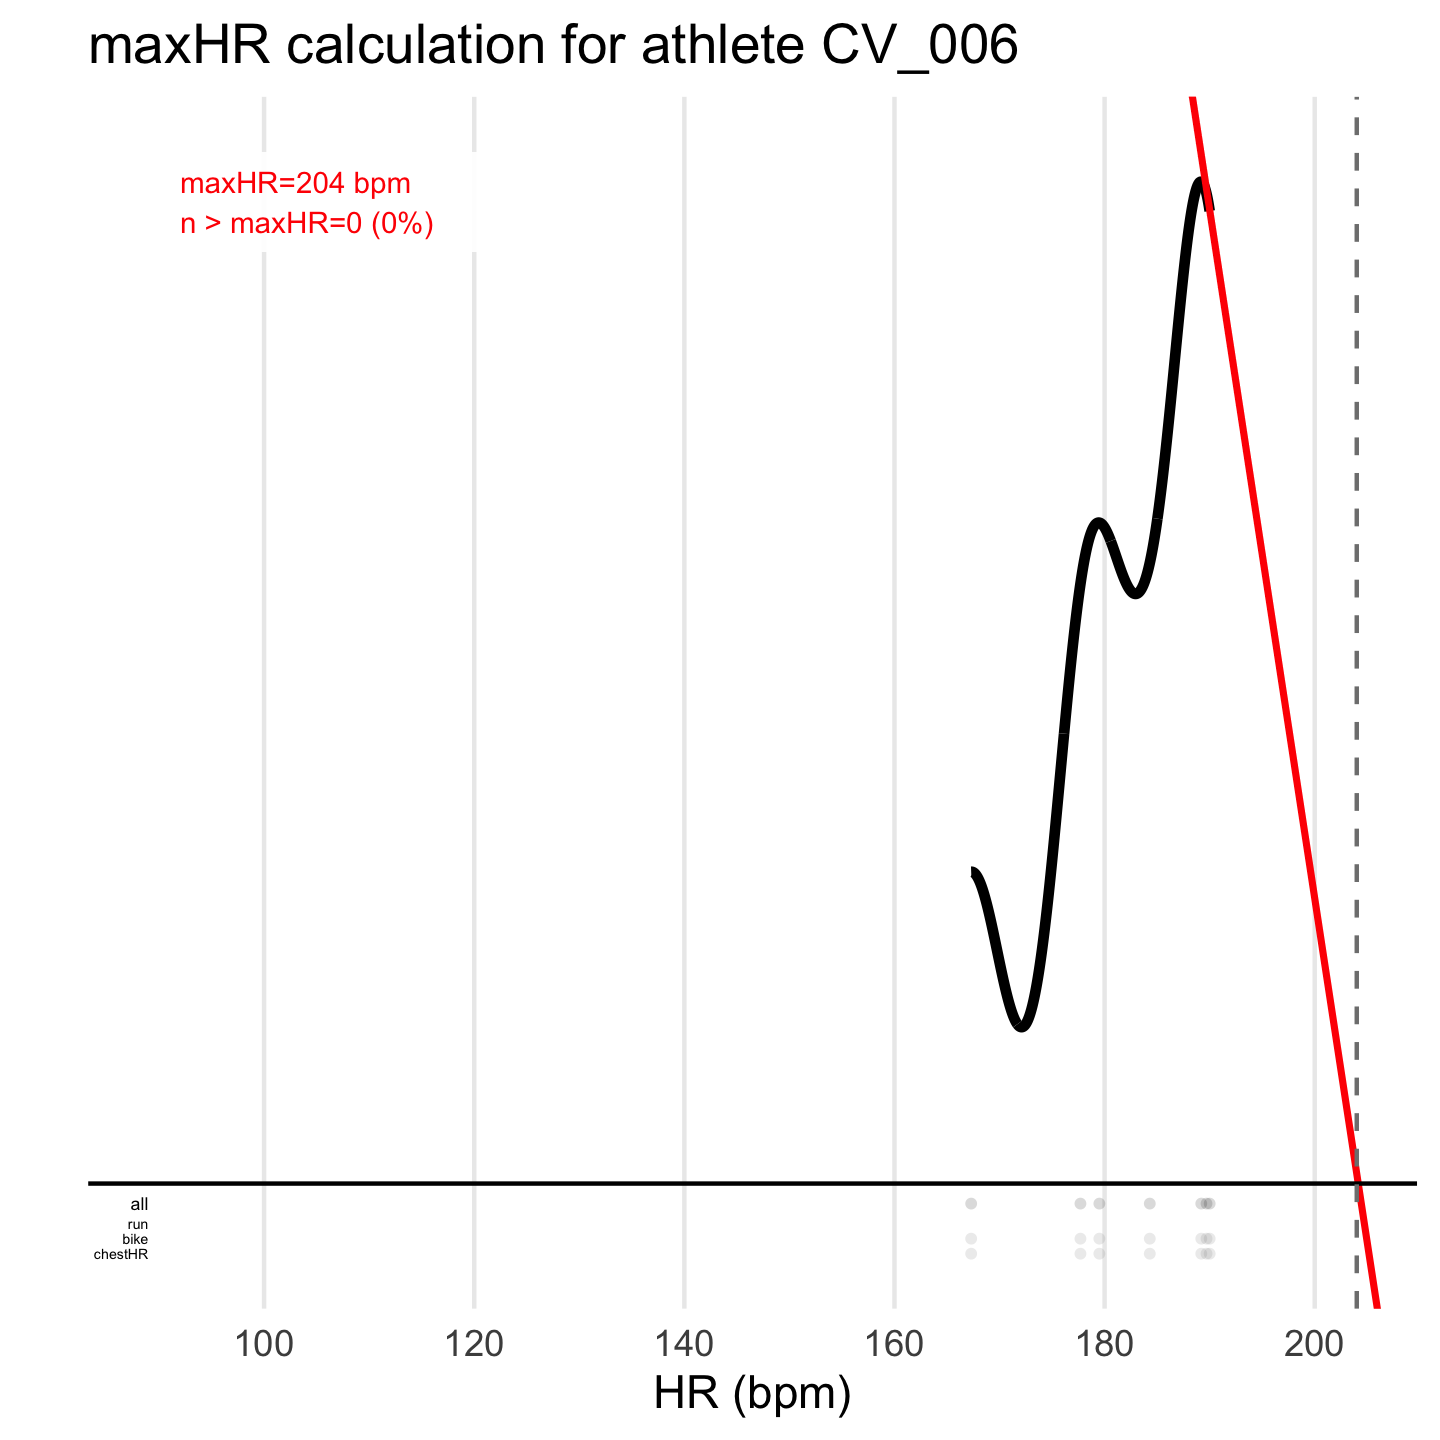 maxHR calculation for athlete CV_006
maxHR=204 bpm
n > maxHR=0 (0%)
all
run
bike
chestHR
100 120 140 160 180 200
HR (bpm)